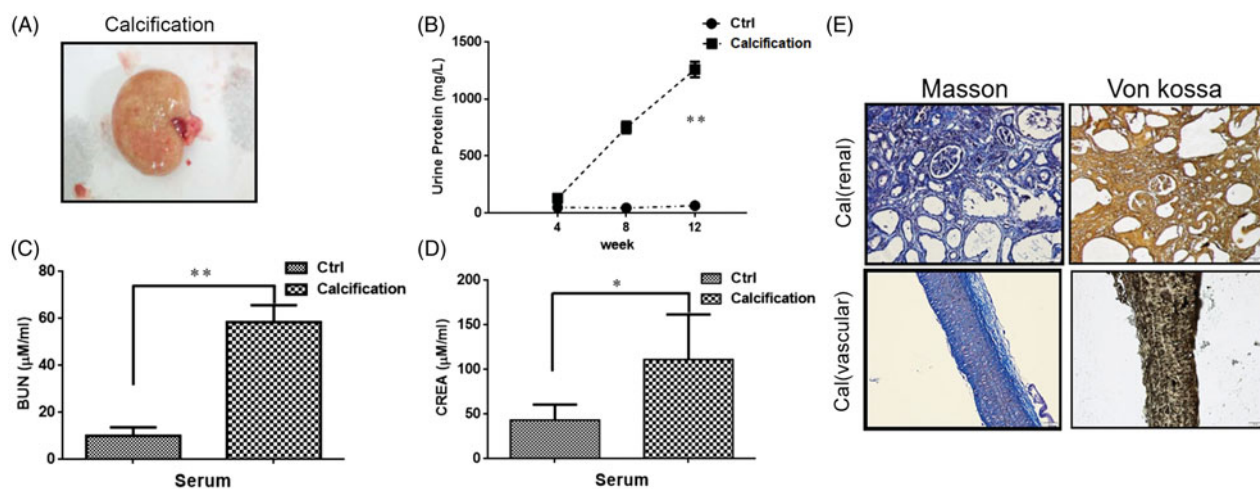 (A)
Calcification
(B)
Ctrl
Calcification
Urine Protein (mg/L)
1500
1000
500
0
**
4
8
12
week
(C)
BUN (μM/ml)
80
60
40
20
0
**
Ctrl
Calcification
Serum
(D)
CREA (μM/ml)
200
150
100
50
0
*
Ctrl
Calcification
Serum
(E)
Masson
Von kossa
Cal(renal)
Cal(vascular)